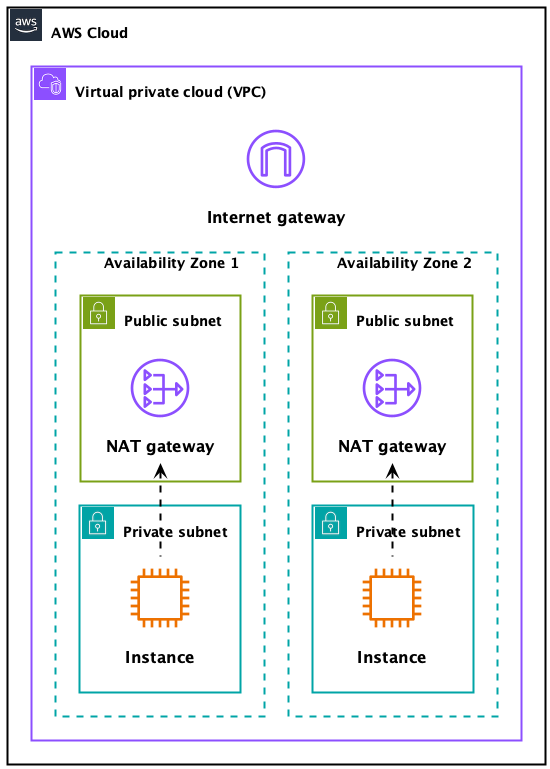 aws
AWS Cloud
Virtual private cloud (VPC)
Internet gateway
Availability Zone 1
Public subnet
NAT gateway
Private subnet
Instance
Availability Zone 2
Public subnet
NAT gateway
Private subnet
Instance